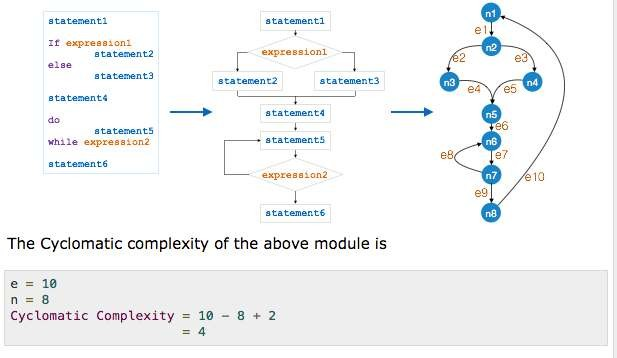 statement1
If expression1
statement2
else
statement3
statement4
do
statement5
while expression2
statement6
statement1
expression1
statement2
statement3
statement4
statement5
expression2
statement6
n1
e1
n2
e2
e3
n3
n4
e4
e5
n5
e6
n6
e8
e7
n7
e10
e9
n8
The Cyclomatic complexity of the above module is
e = 10
n = 8
Cyclomatic Complexity = 10 - 8 + 2
= 4